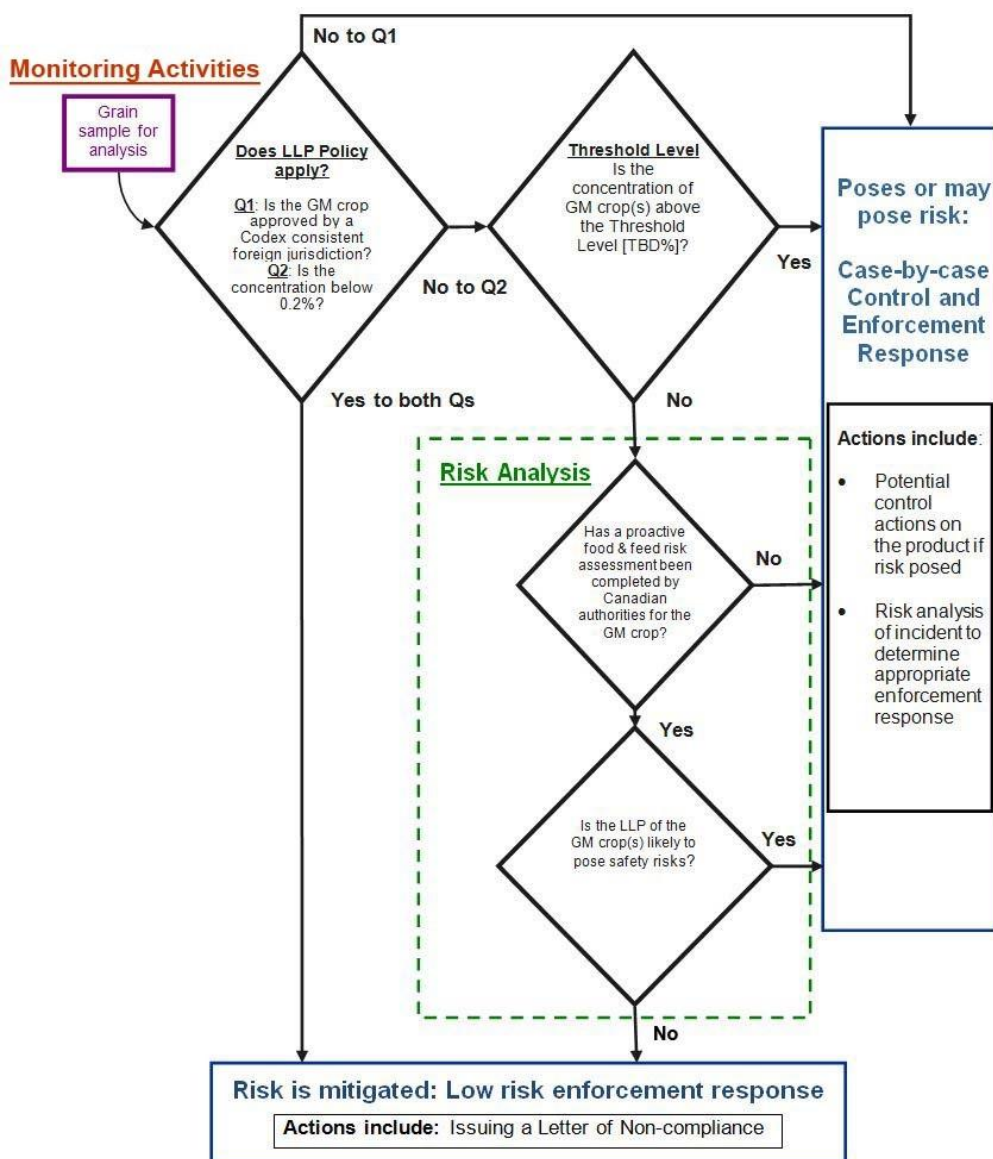 No to Q1
Monitoring Activities
Grain
sample for
analysis
Does LLP Policy
apply?
Q1: Is the GM crop
approved by a
Codex consistent
foreign jurisdiction?
Q2: Is the
concentration below
0.2%?
No to Q2
Yes to both Qs
Threshold Level
Is the
concentration of
GM crop(s) above
the Threshold
Level [TBD%]?
Yes
No
Poses or may
pose risk:
Case-by-case
Control and
Enforcement
Response
Actions include:
• Potential
control
actions on
the product if
risk posed
• Risk analysis
of incident to
determine
appropriate
enforcement
response
Risk Analysis
Has a proactive
food & feed risk
assessment been
completed by
Canadian
authorities for the
GM crop?
No
Yes
Is the LLP of the
GM crop(s) likely to
pose safety risks?
Yes
No
Risk is mitigated: Low risk enforcement response
Actions include: Issuing a Letter of Non-compliance